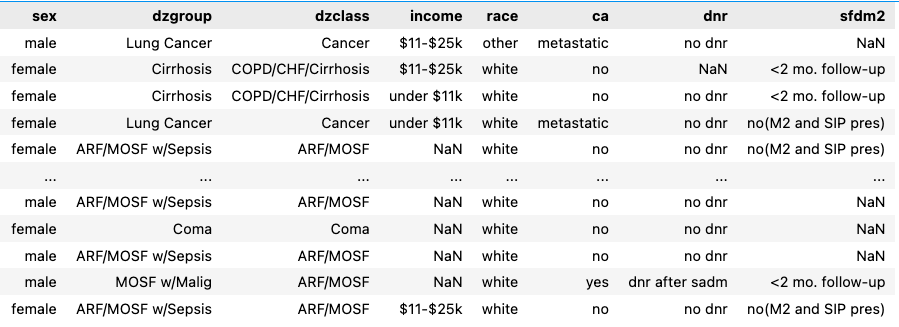 sex dzgroup dzclass income race ca dnr sfdm2
male Lung Cancer Cancer $11-$25k other metastatic no dnr NaN
female Cirrhosis COPD/CHF/Cirrhosis $11-$25k white no NaN <2 mo. follow-up
female Cirrhosis COPD/CHF/Cirrhosis under $11k white no no dnr <2 mo. follow-up
female Lung Cancer Cancer under $11k white metastatic no dnr no(M2 and SIP pres)
female ARF/MOSF w/Sepsis ARF/MOSF NaN white no no dnr no(M2 and SIP pres)
... ... ... ... ... ... ... ...
male ARF/MOSF w/Sepsis ARF/MOSF NaN white no no dnr NaN
female Coma Coma NaN white no no dnr NaN
male ARF/MOSF w/Sepsis ARF/MOSF NaN white no no dnr NaN
male MOSF w/Malig ARF/MOSF NaN white yes dnr after sadm <2 mo. follow-up
female ARF/MOSF w/Sepsis ARF/MOSF $11-$25k white no no dnr no(M2 and SIP pres)